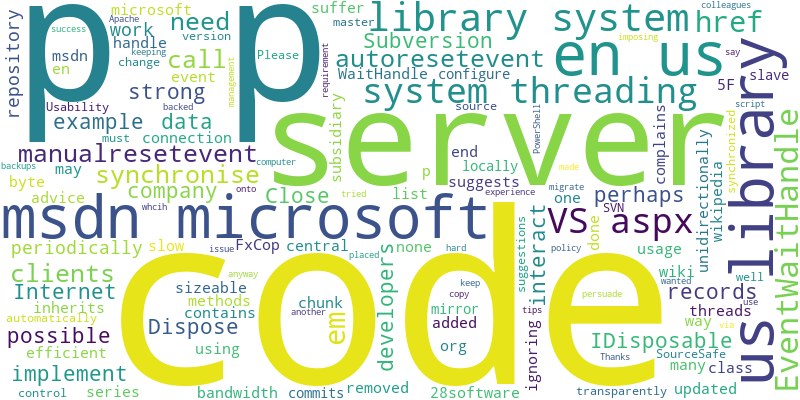 p p
code
server
msdn microsoft
us library
library system
en us
system threading
VS aspx
href
need
call
work
Subversion
autoresetevent
WaitHandle configure
suffer
master
Apache
microsoft
version
colleagues
success
keeping
repository
handle
change
msdn
en
event
Please
management
requirement
imposing
say
slave
5F
source
strong
Usability
example
data
must
connection
backed
subsidiary
PowerShell
script
synchronized
complains
manualresetevent
end
locally
may
synchronise
computer
p
suggests
one
wikipedia
unidirectionally
made
byte
company
backups
advice
Close
list
tried
onto
experience
migrate
perhaps
SVN
EventWaitHandle
whcih
issue
hard
placed
policy
wanted
done
usage
periodically
slow
FxCop
central
none
interact
suggestions
wiki
records
clients
sizeable
methods
developers
another
keep
copy
tips
well
threads
use
way
Internet
inherits
chunk
mirror
added
anyway
persuade
updated
contains
automatically
Dispose
em
org
ignoring
IDisposable
Thanks
SourceSafe
many
class
possible
efficient
using
via
implement
control
series
bandwidth
commits
removed
28software
transparently